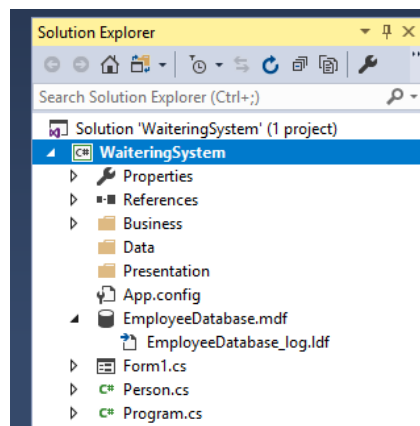 Solution Explorer
Search Solution Explorer (Ctrl+;)
Solution 'WaiteringSystem' (1 project)
C# WaiteringSystem
Properties
References
Business
Data
Presentation
App.config
EmployeeDatabase.mdf
EmployeeDatabase_log.ldf
Form1.cs
C# Person.cs
C# Program.cs